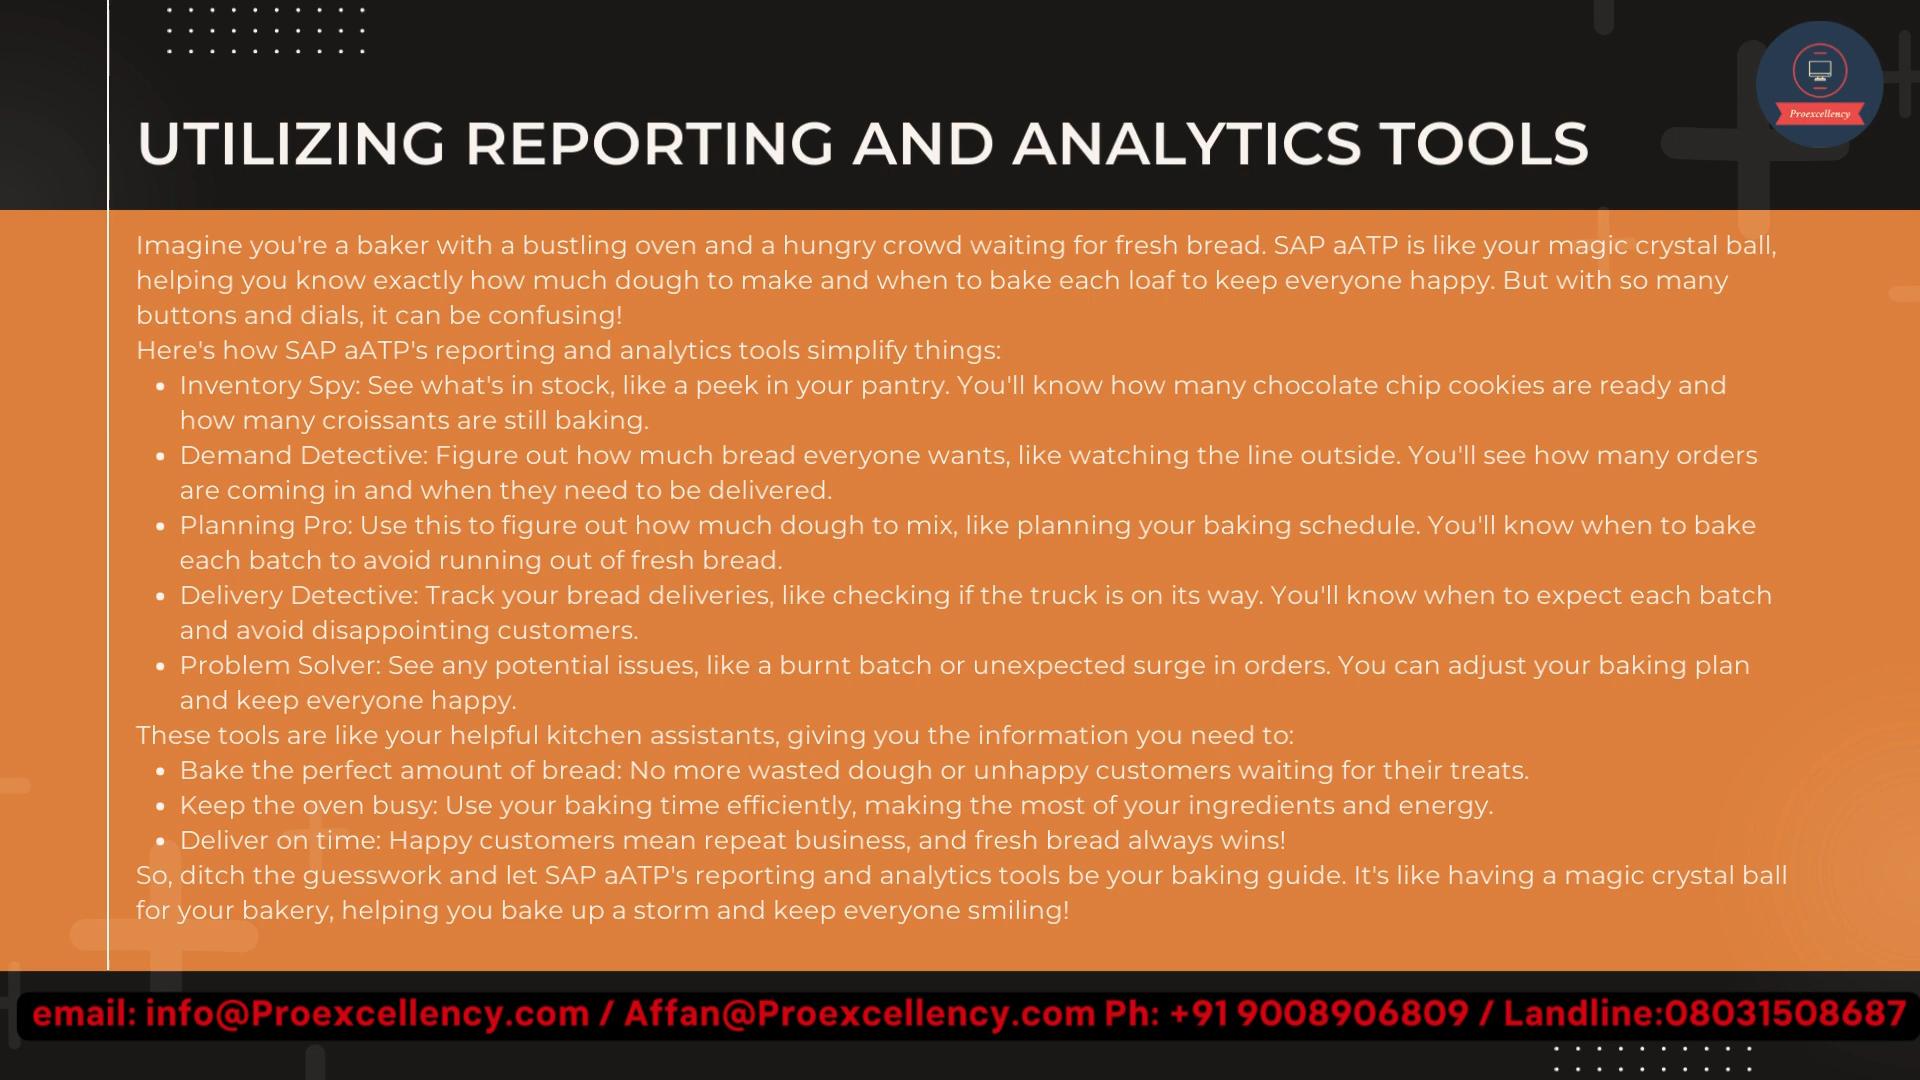 Proexcellency
UTILIZING REPORTING AND ANALYTICS TOOLS
Imagine you're a baker with a bustling oven and a hungry crowd waiting for fresh bread. SAP aATP is like your magic crystal ball,
helping you know exactly how much dough to make and when to bake each loaf to keep everyone happy. But with so many
buttons and dials, it can be confusing!
Here's how SAP aATP's reporting and analytics tools simplify things:
• Inventory Spy: See what's in stock, like a peek in your pantry. You'll know how many chocolate chip cookies are ready and
how many croissants are still baking.
• Demand Detective: Figure out how much bread everyone wants, like watching the line outside. You'll see how many orders
are coming in and when they need to be delivered.
• Planning Pro: Use this to figure out how much dough to mix, like planning your baking schedule. You'll know when to bake
each batch to avoid running out of fresh bread.
• Delivery Detective: Track your bread deliveries, like checking if the truck is on its way. You'll know when to expect each batch
and avoid disappointing customers.
• Problem Solver: See any potential issues, like a burnt batch or unexpected surge in orders. You can adjust your baking plan
and keep everyone happy.
These tools are like your helpful kitchen assistants, giving you the information you need to:
• Bake the perfect amount of bread: No more wasted dough or unhappy customers waiting for their treats.
• Keep the oven busy: Use your baking time efficiently, making the most of your ingredients and energy.
• Deliver on time: Happy customers mean repeat business, and fresh bread always wins!
So, ditch the guesswork and let SAP aATP's reporting and analytics tools be your baking guide. It's like having a magic crystal ball
for your bakery, helping you bake up a storm and keep everyone smiling!
email: info@Proexcellency.com / Affan@Proexcellency.com Ph: +91 9008906809 / Landline:08031508687